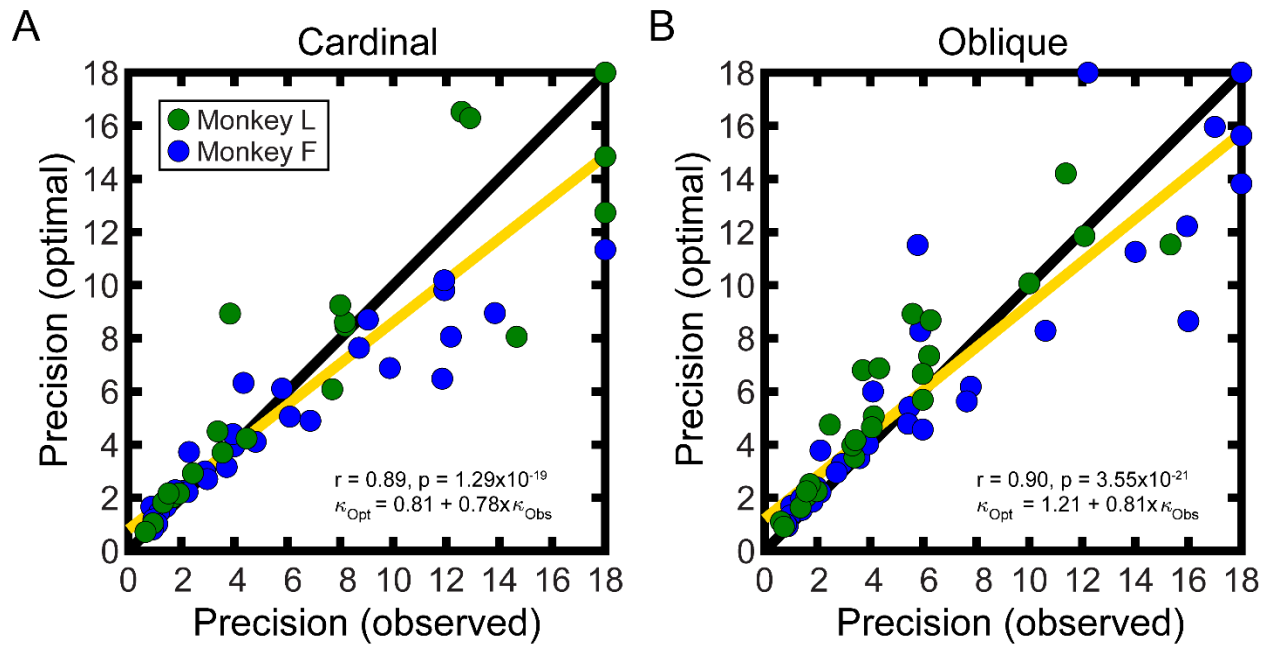 A
Cardinal
Precision (optimal)
18
16
14
12
10
8
6
4
2
0
Monkey L
Monkey F
r = 0.89, p = 1.29x10⁻¹⁹
κOpt = 0.81 + 0.78xκObs
0 2 4 6 8 10 12 14 16 18
Precision (observed)
B
Oblique
Precision (optimal)
18
16
14
12
10
8
6
4
2
0
r = 0.90, p = 3.55x10⁻²¹
κOpt = 1.21 + 0.81xκObs
0 2 4 6 8 10 12 14 16 18
Precision (observed)